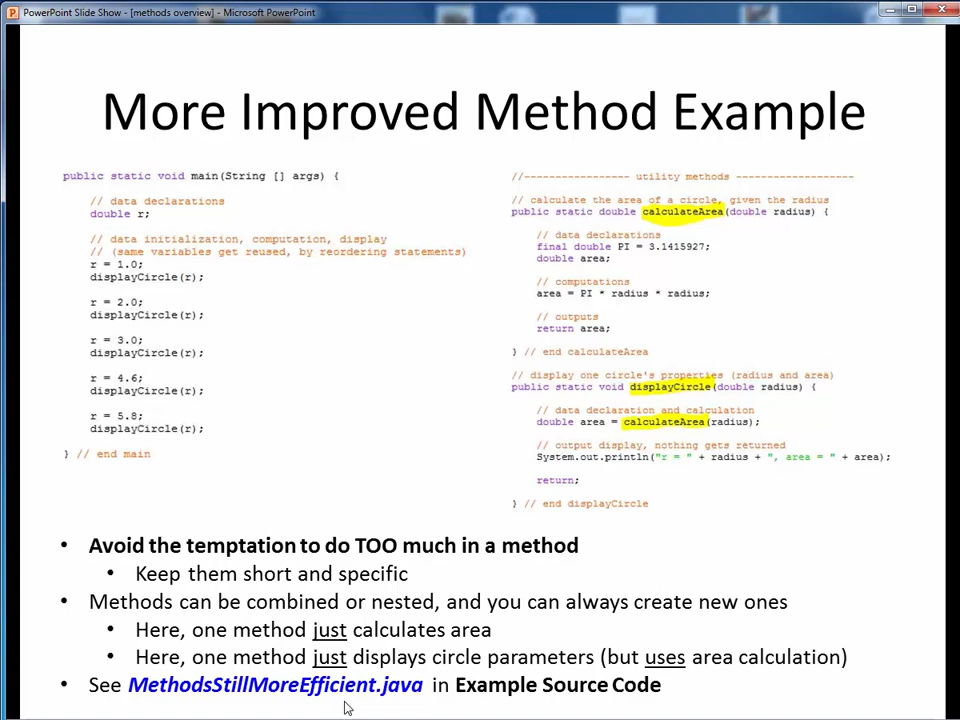 PowerPoint Slide Show - [methods overview] - Microsoft PowerPoint
More Improved Method Example
public static void main(String [] args) {
// data declarations
double r;
// data initialization, computation, display
// (same variables get reused, by reordering statements)
r = 1.0;
displayCircle(r);
r = 2.0;
displayCircle(r);
r = 3.0;
displayCircle(r);
r = 4.6;
displayCircle(r);
r = 5.8;
displayCircle(r);
} // end main
//----------------- utility methods -------------------
// calculate the area of a circle, given the radius
public static double calculateArea(double radius) {
// data declarations
final double PI = 3.1415927;
double area;
// computations
area = PI * radius * radius;
// outputs
return area;
} // end calculateArea
// display one circle's properties (radius and area)
public static void displayCircle(double radius) {
// data declaration and calculation
double area = calculateArea(radius);
// output display, nothing gets returned
System.out.println("r = " + radius + ", area = " + area);
return;
} // end displayCircle
• Avoid the temptation to do TOO much in a method
• Keep them short and specific
• Methods can be combined or nested, and you can always create new ones
• Here, one method just calculates area
• Here, one method just displays circle parameters (but uses area calculation)
• See MethodsStillMoreEfficient.java in Example Source Code